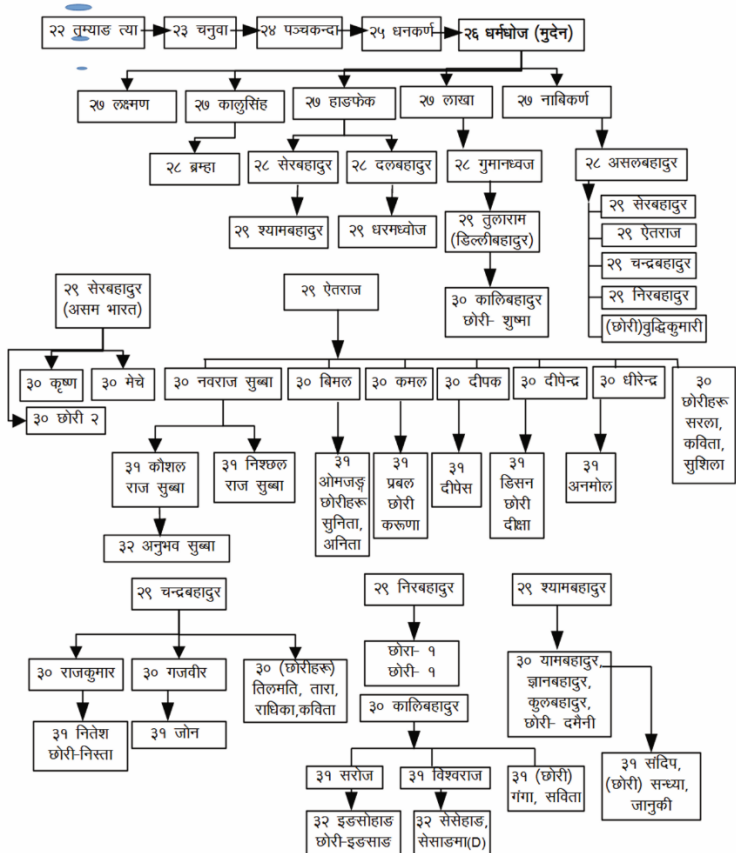 २२ तुम्याङ त्या
२३ चनुवा
२४ पञ्चकन्दा
२५ धनकर्ण
२६ धर्मघोज (मुदेन)
२७ लक्ष्मण
२७ कालुसिंह
२७ हाङफेक
२७ लाखा
२७ नाबिकर्ण
२८ ब्रम्हा
२८ सेरबहादुर
२८ दलबहादुर
२८ गुमानध्वज
२८ असलबहादुर
२९ श्यामबहादुर
२९ धरमध्वोज
२९ तुलाराम
(डिल्लीबहादुर)
३० कालिबहादुर
छोरी- शुष्मा
२९ सेरबहादुर
२९ ऐतराज
२९ चन्द्रबहादुर
२९ निरबहादुर
(छोरी)वुद्धिकुमारी
२९ सेरबहादुर
(असम भारत)
३० कृष्ण
३० मेचे
३० छोरी २
२९ ऐतराज
३० नवराज सुब्बा
३० बिमल
३० कमल
३० दीपक
३० दीपेन्द्र
३० धीरेन्द्र
३०
छोरीहरू
सरला,
कविता,
सुशिला
३१ कौशल
राज सुब्बा
३१ निश्छल
राज सुब्बा
३१
ओमजङ्ग
छोरीहरू
सुनिता,
अनिता
३१
प्रबल
छोरी
करूणा
३१
दीपेस
३१
डिसन
छोरी
दीक्षा
३१
अनमोल
३२ अनुभव सुब्बा
२९ चन्द्रबहादुर
३० राजकुमार
३० गजवीर
३० (छोरीहरू)
तिलमति, तारा,
राधिका,कविता
३१ नितेश
छोरी-निस्ता
३१ जोन
२९ निरबहादुर
छोरा- १
छोरी- १
३० कालिबहादुर
३१ सरोज
३१ विश्वराज
३१ (छोरी)
गंगा, सविता
३२ इङसोहाङ
छोरी-इङसाङ
३२ सेसेहाङ,
सेसाङमा(D)
२९ श्यामबहादुर
३० यामबहादुर,
ज्ञानबहादुर,
कुलबहादुर,
छोरी- दमैनी
३१ संदिप,
(छोरी) सन्ध्या,
जानुकी